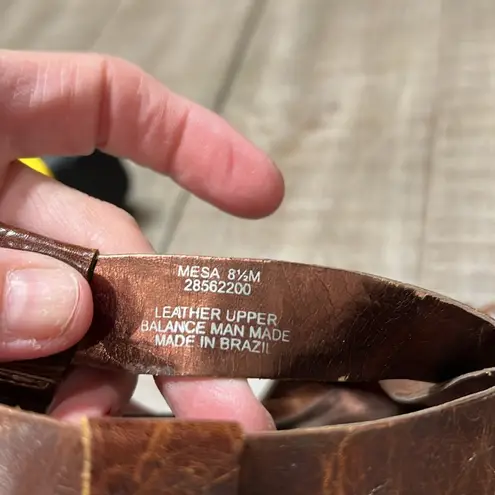 MESA 8½M
28562200
LEATHER UPPER
BALANCE MAN MADE
MADE IN BRAZIL